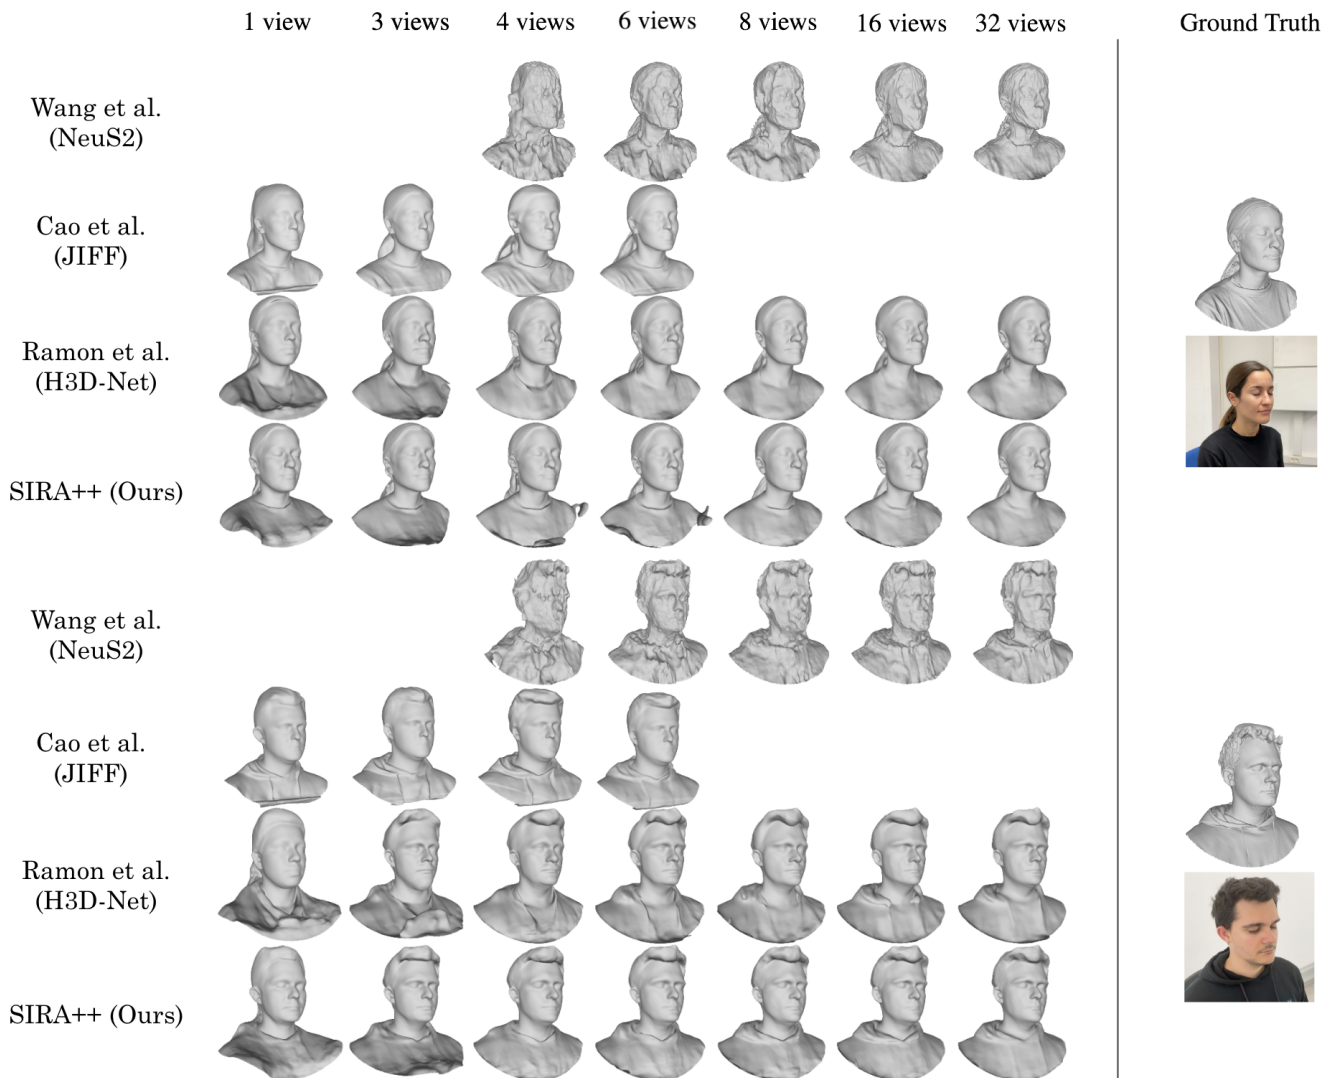 1 view 3 views 4 views 6 views 8 views 16 views 32 views Ground Truth
Wang et al.
(NeuS2)
Cao et al.
(JIFF)
Ramon et al.
(H3D-Net)
SIRA++ (Ours)
Wang et al.
(NeuS2)
Cao et al.
(JIFF)
Ramon et al.
(H3D-Net)
SIRA++ (Ours)